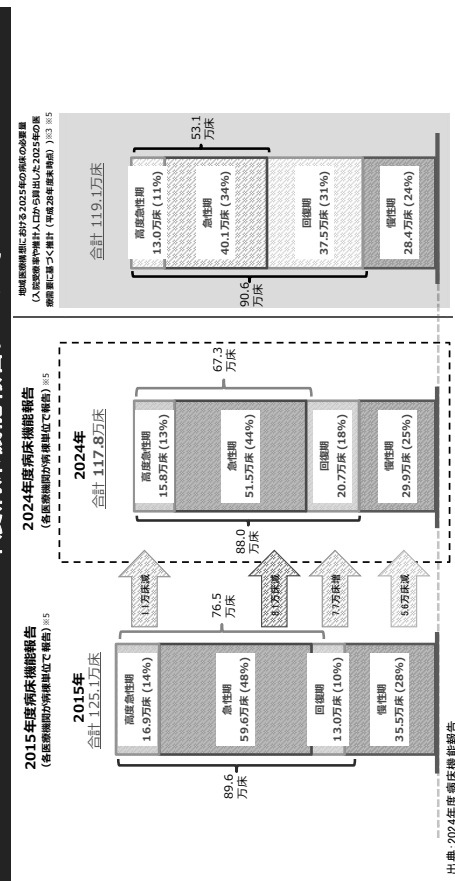 2015年度病床機能報告
(各医療機関が病棟単位で報告)※5
2015年
合計 125.1万床
高度急性期
16.9万床 (14%)
急性期
59.6万床 (48%)
回復期
13.0万床 (10%)
慢性期
35.5万床 (28%)
89.6
万床
76.5
万床
1.1万床減
8.1万床減
7.7万床増
5.6万床減
2024年度病床機能報告
(各医療機関が病棟単位で報告)※5
2024年
合計 117.8万床
高度急性期
15.8万床 (13%)
急性期
51.5万床 (44%)
回復期
20.7万床 (18%)
慢性期
29.9万床 (25%)
88.0
万床
67.3
万床
地域医療構想における2025年の病床の必要量
(入院受療率や推計人口から算出した2025年の医
療需要に基づく推計(平成28年度末時点))※3 ※5
合計 119.1万床
高度急性期
13.0万床 (11%)
急性期
40.1万床 (34%)
回復期
37.5万床 (31%)
慢性期
28.4万床 (24%)
90.6
万床
53.1
万床
出典:2024年度病床機能報告